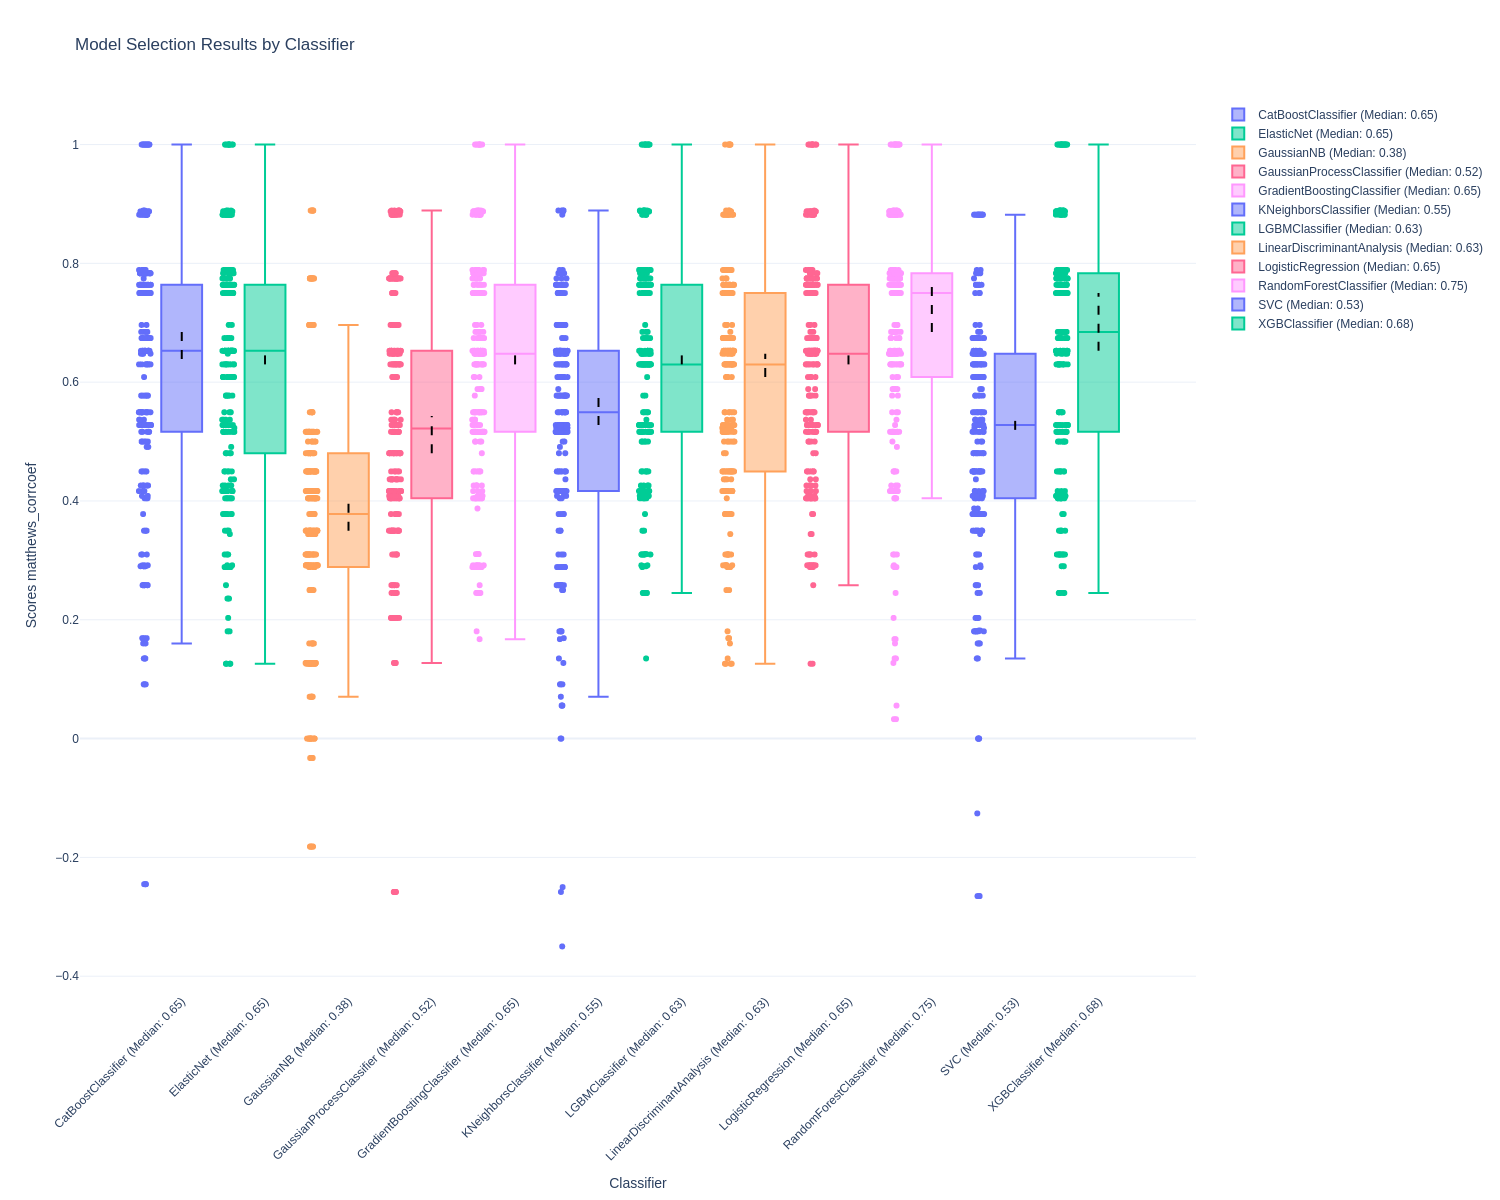 Model Selection Results by Classifier
CatBoostClassifier (Median: 0.65)
ElasticNet (Median: 0.65)
GaussianNB (Median: 0.38)
GaussianProcessClassifier (Median: 0.52)
GradientBoostingClassifier (Median: 0.65)
KNeighborsClassifier (Median: 0.55)
LGBMClassifier (Median: 0.63)
LinearDiscriminantAnalysis (Median: 0.63)
LogisticRegression (Median: 0.65)
RandomForestClassifier (Median: 0.75)
SVC (Median: 0.53)
XGBClassifier (Median: 0.68)
Scores matthews_corrcoef
1
0.8
0.6
0.4
0.2
0
−0.2
−0.4
CatBoostClassifier (Median: 0.65)
ElasticNet (Median: 0.65)
GaussianNB (Median: 0.38)
GaussianProcessClassifier (Median: 0.52)
GradientBoostingClassifier (Median: 0.65)
KNeighborsClassifier (Median: 0.55)
LGBMClassifier (Median: 0.63)
LinearDiscriminantAnalysis (Median: 0.63)
LogisticRegression (Median: 0.65)
RandomForestClassifier (Median: 0.75)
SVC (Median: 0.53)
XGBClassifier (Median: 0.68)
Classifier